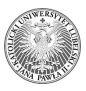 KATOLICKI UNIWERSYTET LUBELSKI
JANA PAWŁA II